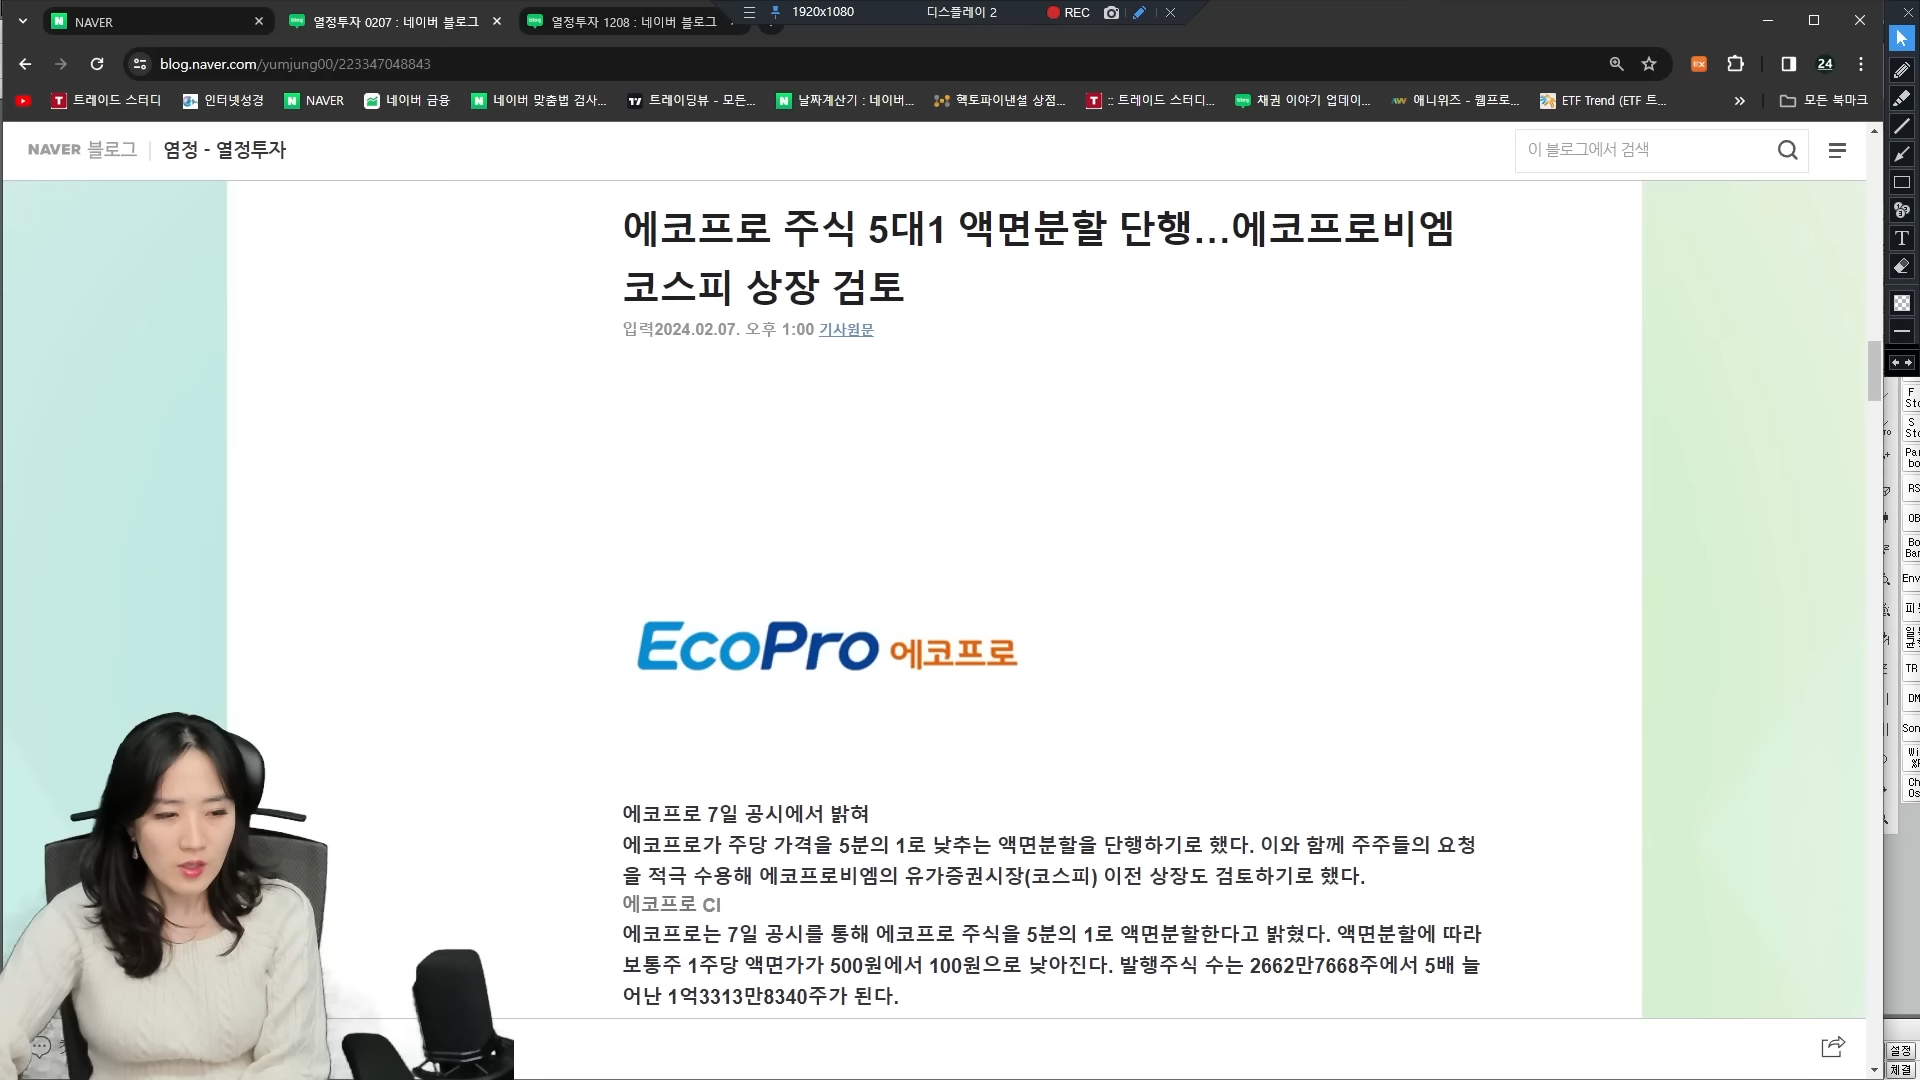 NAVER
열정투자 0207 : 네이버 블로그
열정투자 1208 : 네이버 블로그
1920x1080
디스플레이 2
REC
blog.naver.com/yumjung00/223347048843
24
트레이드 스터디
인터넷성경
NAVER
네이버 금융
네이버 맞춤법 검사...
트레이딩뷰 - 모든...
날짜계산기 : 네이버...
헥토파이낸셜 상점...
:: 트레이드 스터디...
채권 이야기 업데이...
애니위즈 - 웹프로...
ETF Trend (ETF 트...
모든 북마크
NAVER 블로그
염정 - 열정투자
이 블로그에서 검색
에코프로 주식 5대1 액면분할 단행…에코프로비엠
코스피 상장 검토
입력2024.02.07. 오후 1:00 기사원문
EcoPro 에코프로
에코프로 7일 공시에서 밝혀
에코프로가 주당 가격을 5분의 1로 낮추는 액면분할을 단행하기로 했다. 이와 함께 주주들의 요청
을 적극 수용해 에코프로비엠의 유가증권시장(코스피) 이전 상장도 검토하기로 했다.
에코프로 CI
에코프로는 7일 공시를 통해 에코프로 주식을 5분의 1로 액면분할한다고 밝혔다. 액면분할에 따라
보통주 1주당 액면가가 500원에서 100원으로 낮아진다. 발행주식 수는 2662만7668주에서 5배 늘
어난 1억3313만8340주가 된다.
설정
체결